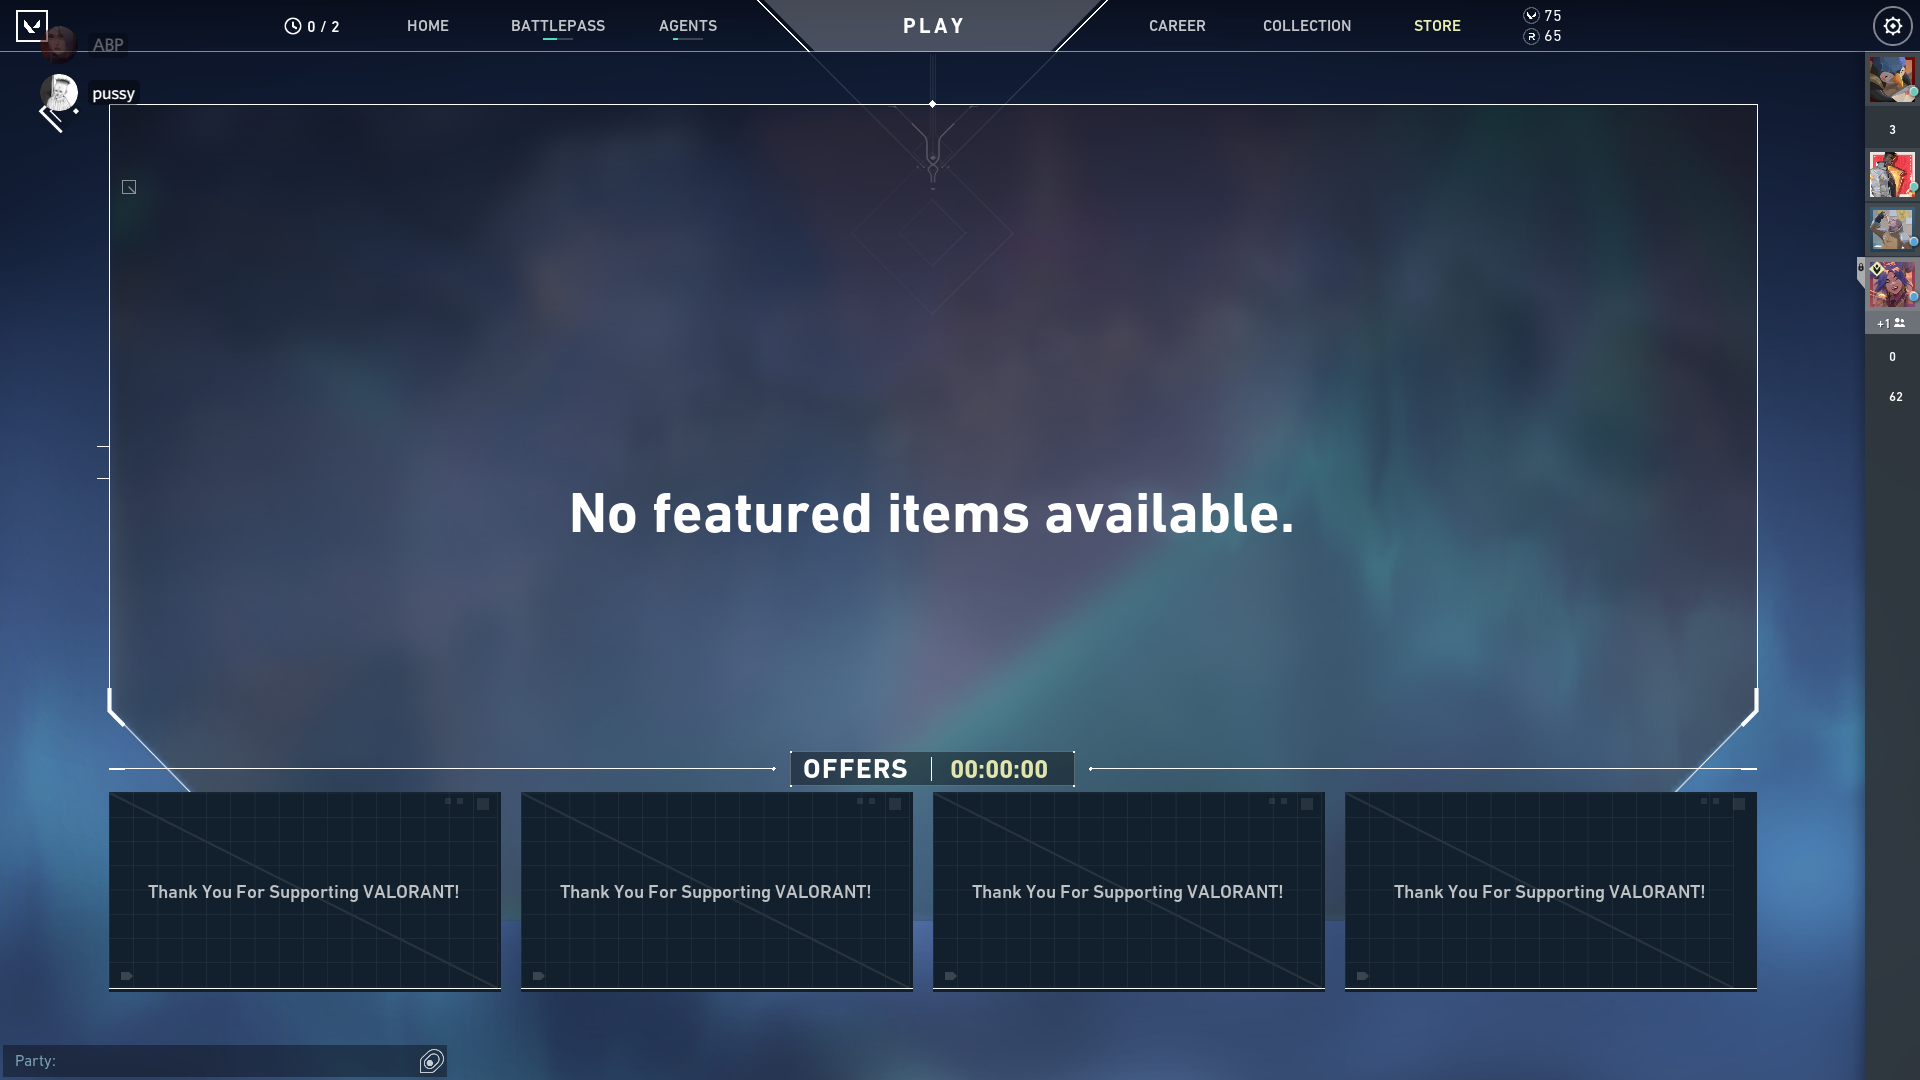 0 / 2
HOME
BATTLEPASS
AGENTS
PLAY
CAREER
COLLECTION
STORE
75
R 65
ABP
pussy
3
+1
0
62
No featured items available.
OFFERS
00:00:00
Thank You For Supporting VALORANT!
Thank You For Supporting VALORANT!
Thank You For Supporting VALORANT!
Thank You For Supporting VALORANT!
Party: